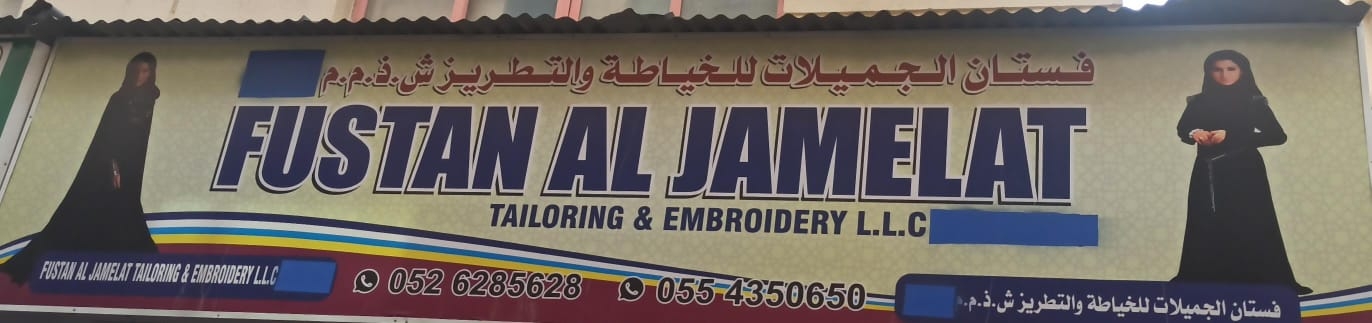 فستان الجميلات للخياطة والتطريز ش.ذ.م.م
FUSTAN AL JAMELAT
TAILORING & EMBROIDERY L.L.C
FUSTAN AL JAMELAT TAILORING & EMBROIDERY L.L.C
052 6285628 055 4350650
فستان الجميلات للخياطة والتطريز ش.ذ.م.م.